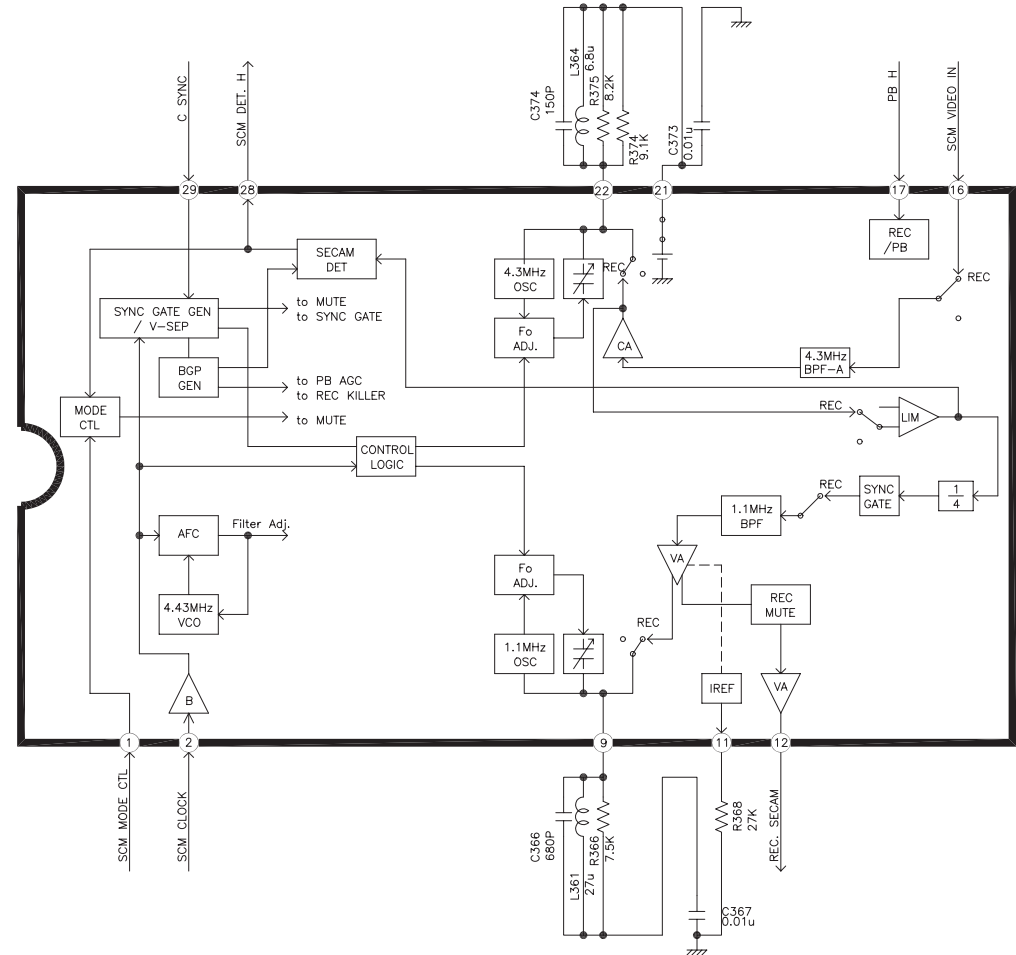 C374
150P
L364
6.8u
R375
8.2K
R374
9.1K
C373
0.01u
C SYNC
SCM DET. H
PB H
SCM VIDEO IN
29
28
22
21
17
16
SECAM
DET
REC
/PB
4.3MHz
OSC
REC
REC
SYNC GATE GEN
/ V-SEP
to MUTE
to SYNC GATE
Fo
ADJ.
CA
4.3MHz
BPF-A
BGP
GEN
to PB AGC
to REC KILLER
MODE
CTL
to MUTE
REC
LIM
CONTROL
LOGIC
REC
SYNC
GATE
1
4
1.1MHz
BPF
AFC
Filter Adj.
VA
Fo
ADJ.
REC
MUTE
4.43MHz
VCO
REC
1.1MHz
OSC
B
IREF
VA
1
2
9
11
12
SCM MODE CTL
SCM CLOCK
C366
680P
L361
27u
R366
7.5K
R368
27K
REC. SECAM
C367
0.01u